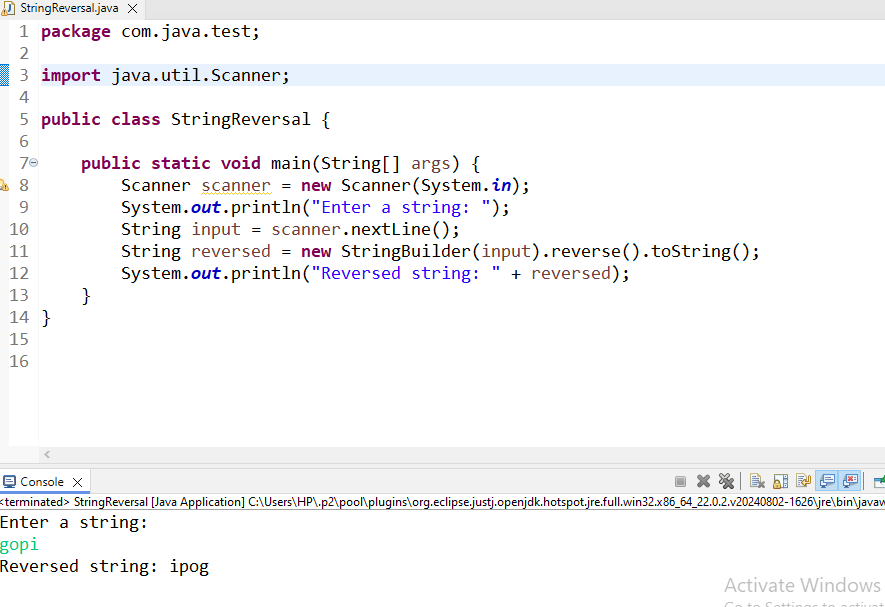 StringReversal.java
1 package com.java.test;
2
3 import java.util.Scanner;
4
5 public class StringReversal {
6
7 public static void main(String[] args) {
8 Scanner scanner = new Scanner(System.in);
9 System.out.println("Enter a string: ");
10 String input = scanner.nextLine();
11 String reversed = new StringBuilder(input).reverse().toString();
12 System.out.println("Reversed string: " + reversed);
13 }
14 }
15
16
Console
<terminated> StringReversal [Java Application] C:\Users\HP\.p2\pool\plugins\org.eclipse.justj.openjdk.hotspot.jre.full.win32.x86_64_22.0.2.v20240802-1626\jre\bin\javaw
Enter a string:
gopi
Reversed string: ipog
Activate Windows
Go to Settings to activat